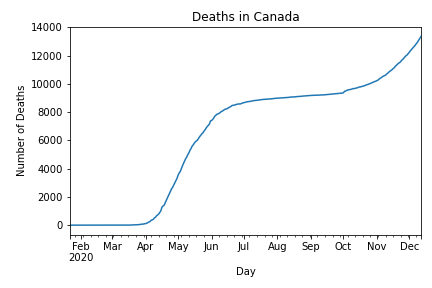 Deaths in Canada
Number of Deaths
14000
12000
10000
8000
6000
4000
2000
0
Feb Mar Apr May Jun Jul Aug Sep Oct Nov Dec
2020
Day